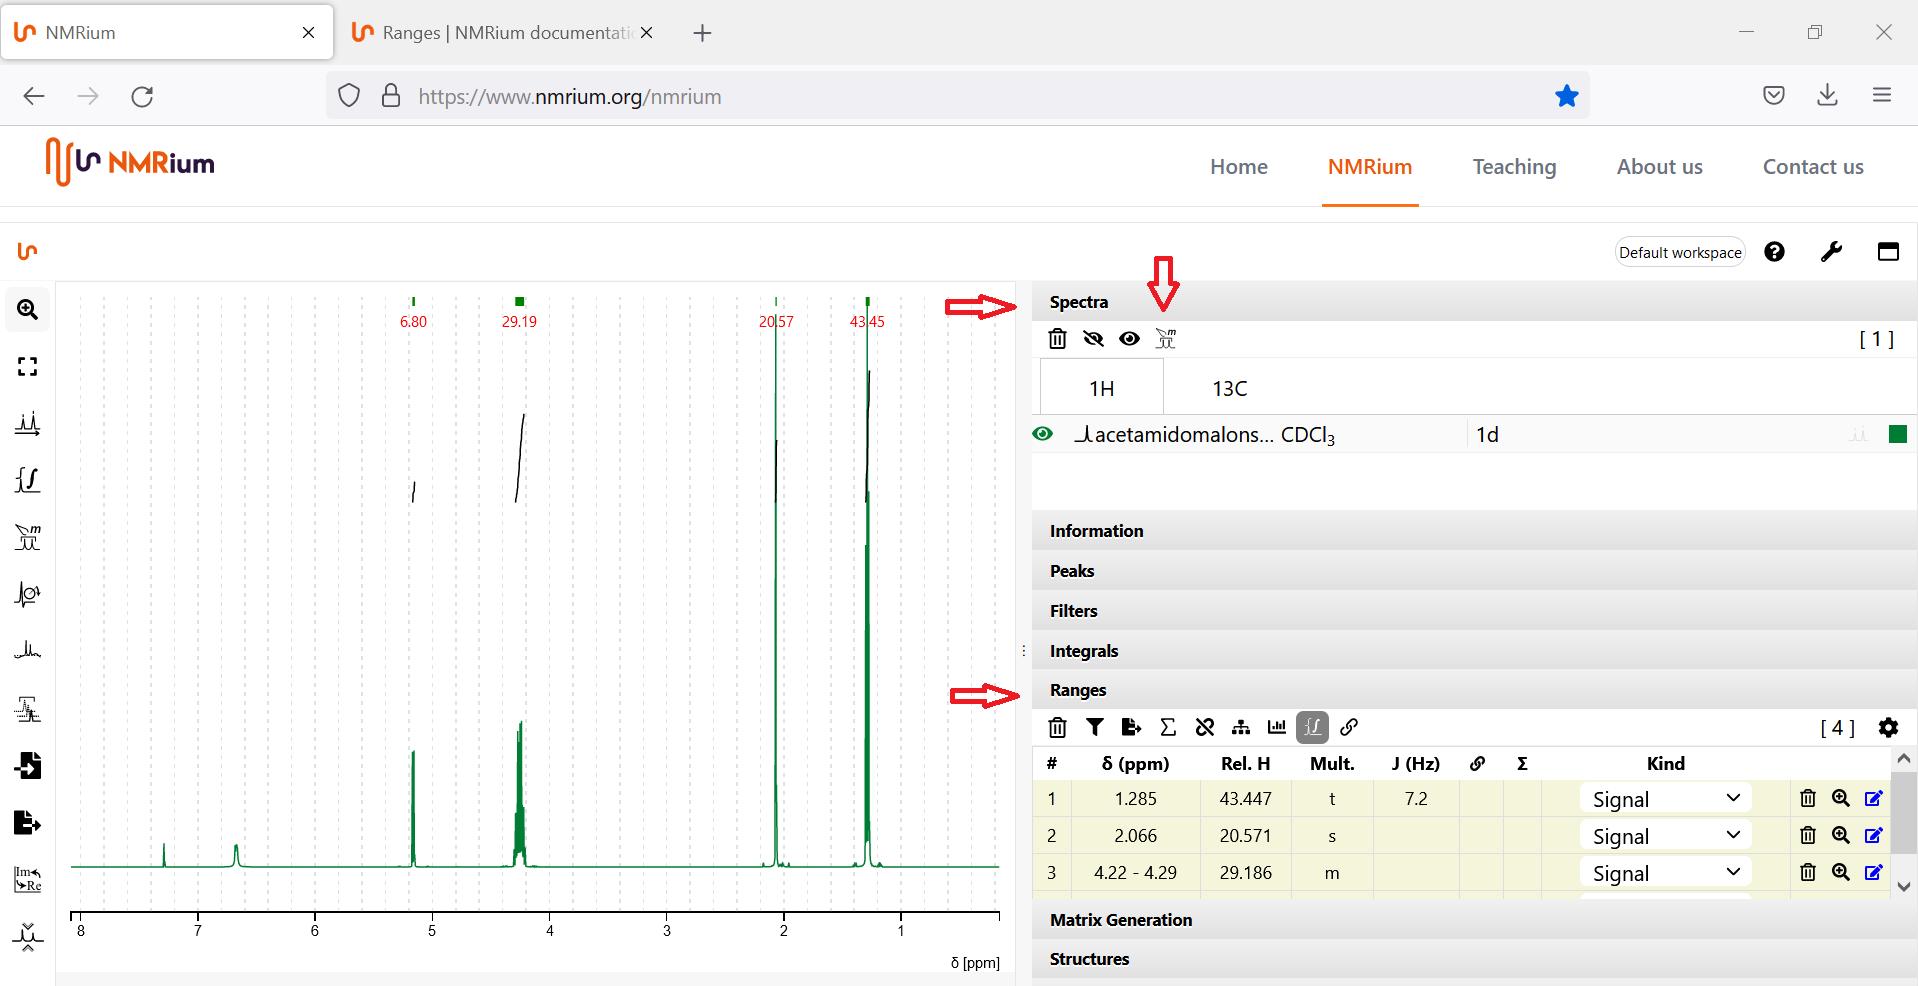 NMRium
Ranges | NMRium documentati
https://www.nmrium.org/nmrium
NMRium
Home
NMRium
Teaching
About us
Contact us
Default workspace
6.80
29.19
20.57
43.45
8
7
6
5
4
3
2
1
δ [ppm]
m
Im
Re
Spectra
m
[ 1 ]
1H
13C
acetamidomalons... CDCl₃
1d
Information
Peaks
Filters
Integrals
Ranges
[ 4 ]
# δ (ppm) Rel. H Mult. J (Hz) Σ Kind
1 1.285 43.447 t 7.2 Signal
2 2.066 20.571 s Signal
3 4.22 - 4.29 29.186 m Signal
Matrix Generation
Structures